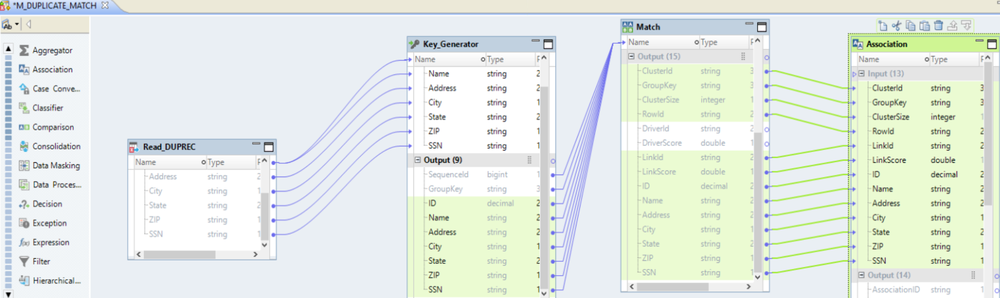 *M_DUPLICATE_MATCH
Ab
Aggregator
Association
Case Conve...
Classifier
Comparison
Consolidation
Data Masking
Data Proces...
Decision
Exception
f(x) Expression
Filter
Hierarchical...
Read_DUPREC
Name Type
Address string 2
City string 1
State string 2
ZIP string 1
SSN string 1
Key_Generator
Name Type
Name string 2
Address string 2
City string 1
State string 2
ZIP string 1
SSN string 1
Output (9)
SequenceId bigint 1
GroupKey string 3
ID decimal 2
Name string 2
Address string 2
City string 1
State string 2
ZIP string 1
SSN string 1
Match
Name Type
Output (15)
ClusterId string 3
GroupKey string 3
ClusterSize integer 1
RowId string 2
DriverId string 2
DriverScore double 1
LinkId string 2
LinkScore double 1
ID decimal 2
Name string 2
Address string 2
City string 1
State string 2
ZIP string 1
SSN string 1
Association
Name Type
Input (13)
ClusterId string 3
GroupKey string 3
ClusterSize integer 1
RowId string 2
LinkId string 2
LinkScore double 1
ID decimal 2
Name string 2
Address string 2
City string 1
State string 2
ZIP string 1
SSN string 1
Output (14)
AssociationID string 1